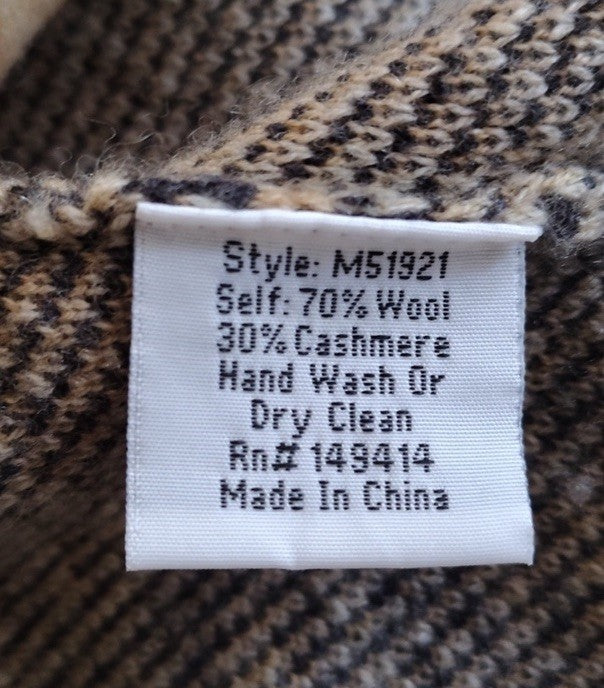 Style: M51921
Self: 70% Wool
30% Cashmere
Hand Wash Or
Dry Clean
Rn# 149414
Made In China